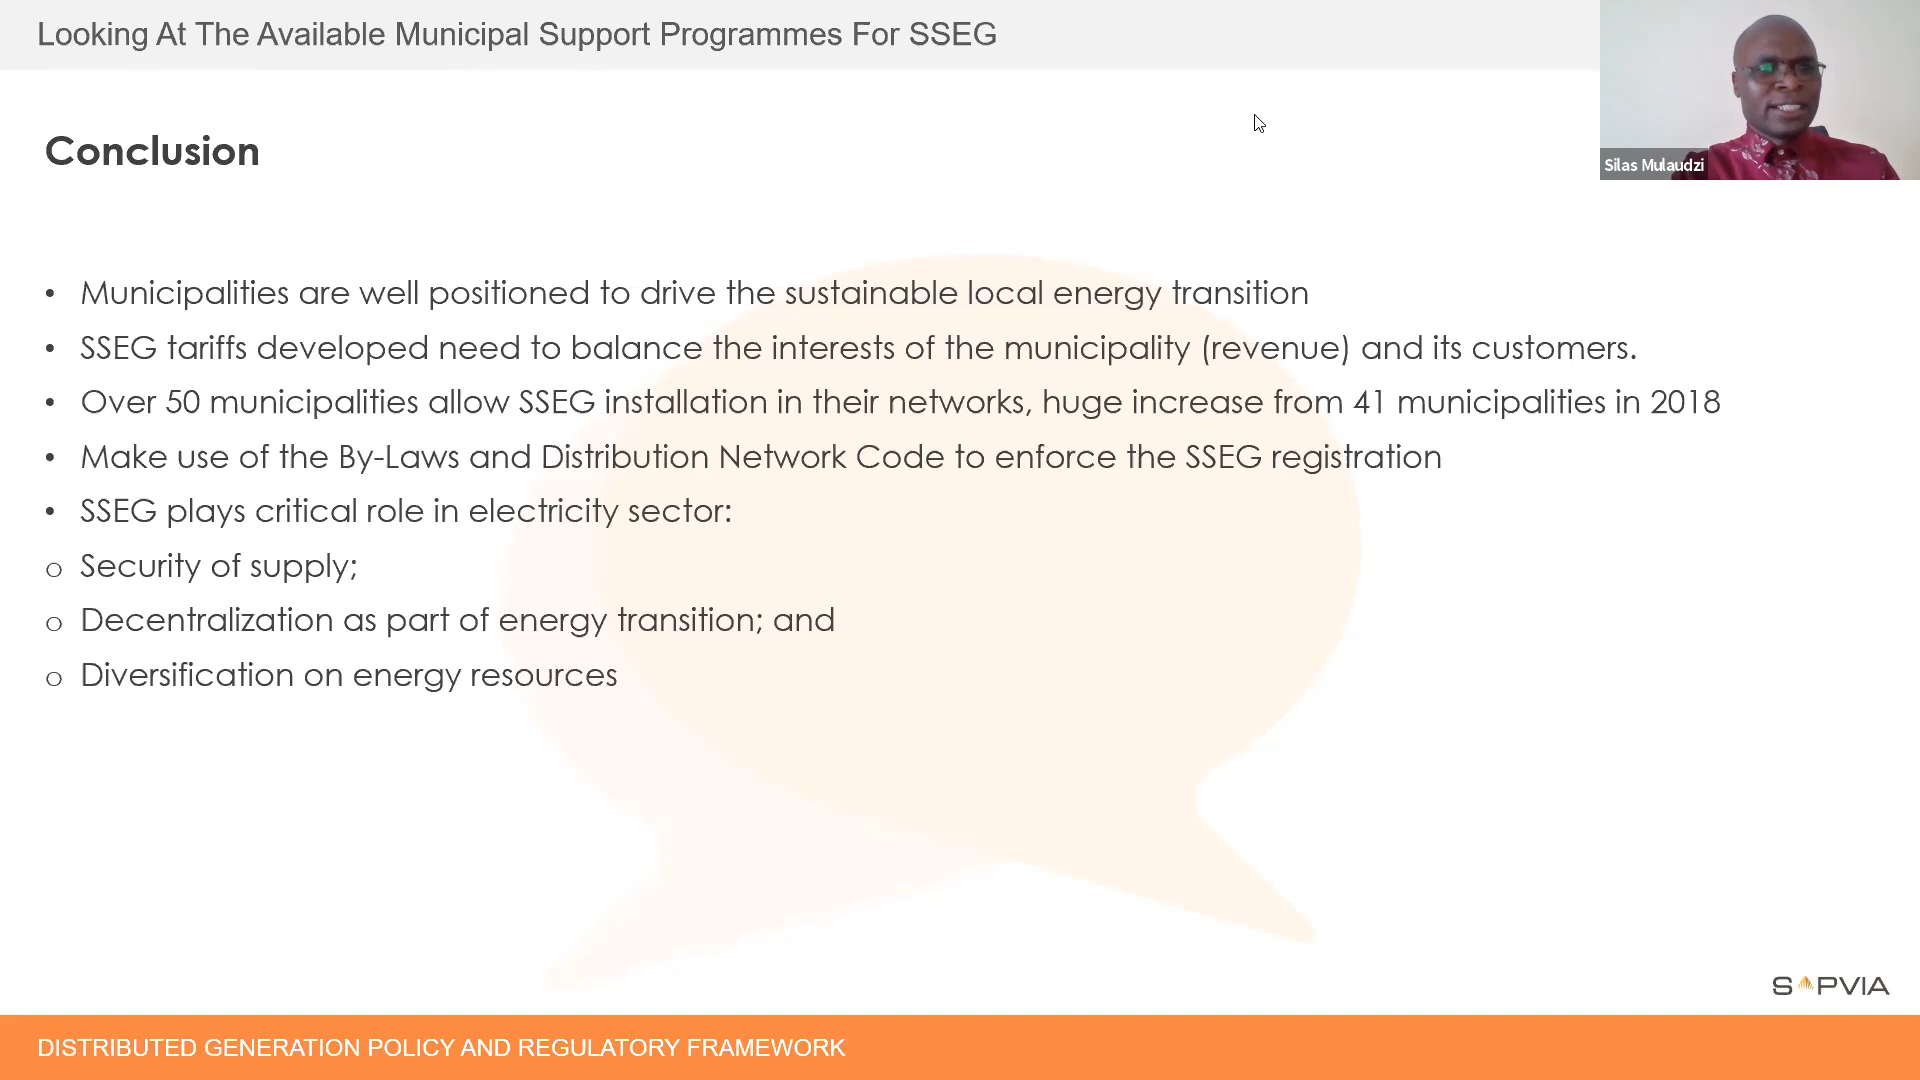 Looking At The Available Municipal Support Programmes For SSEG
Silas Mulaudzi
Conclusion
• Municipalities are well positioned to drive the sustainable local energy transition
• SSEG tariffs developed need to balance the interests of the municipality (revenue) and its customers.
• Over 50 municipalities allow SSEG installation in their networks, huge increase from 41 municipalities in 2018
• Make use of the By-Laws and Distribution Network Code to enforce the SSEG registration
• SSEG plays critical role in electricity sector:
o Security of supply;
o Decentralization as part of energy transition; and
o Diversification on energy resources
SAPVIA
DISTRIBUTED GENERATION POLICY AND REGULATORY FRAMEWORK